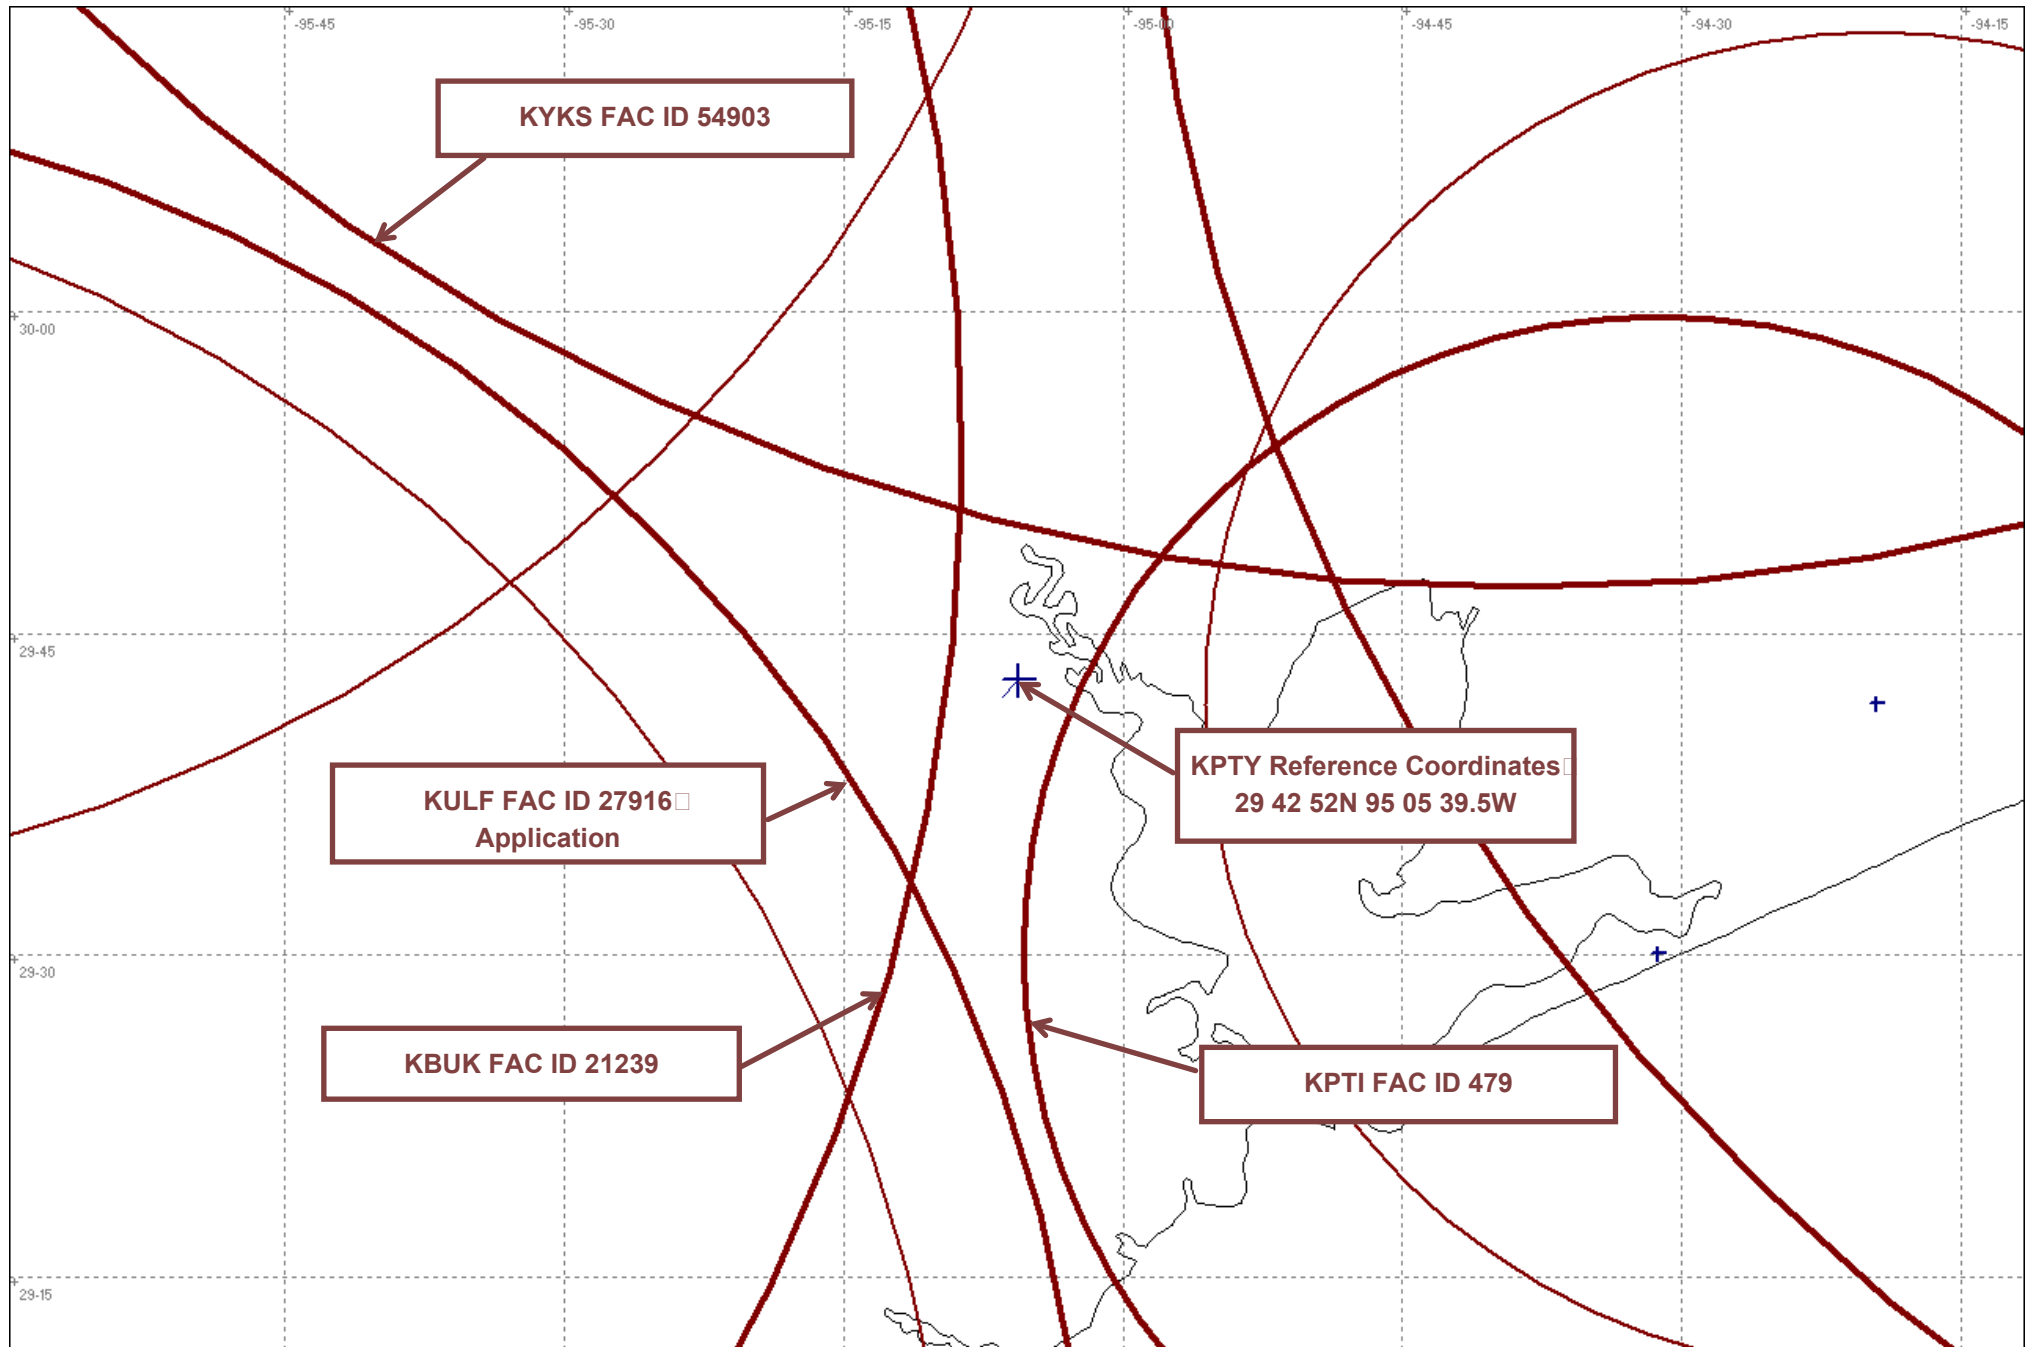 -95-45
-95-30
-95-15
-95-00
-94-45
-94-30
-94-15
KYKS FAC ID 54903
30-00
29-45
KPTY Reference Coordinates
29 42 52N 95 05 39.5W
KULF FAC ID 27916
Application
29-30
KBUK FAC ID 21239
KPTI FAC ID 479
29-15